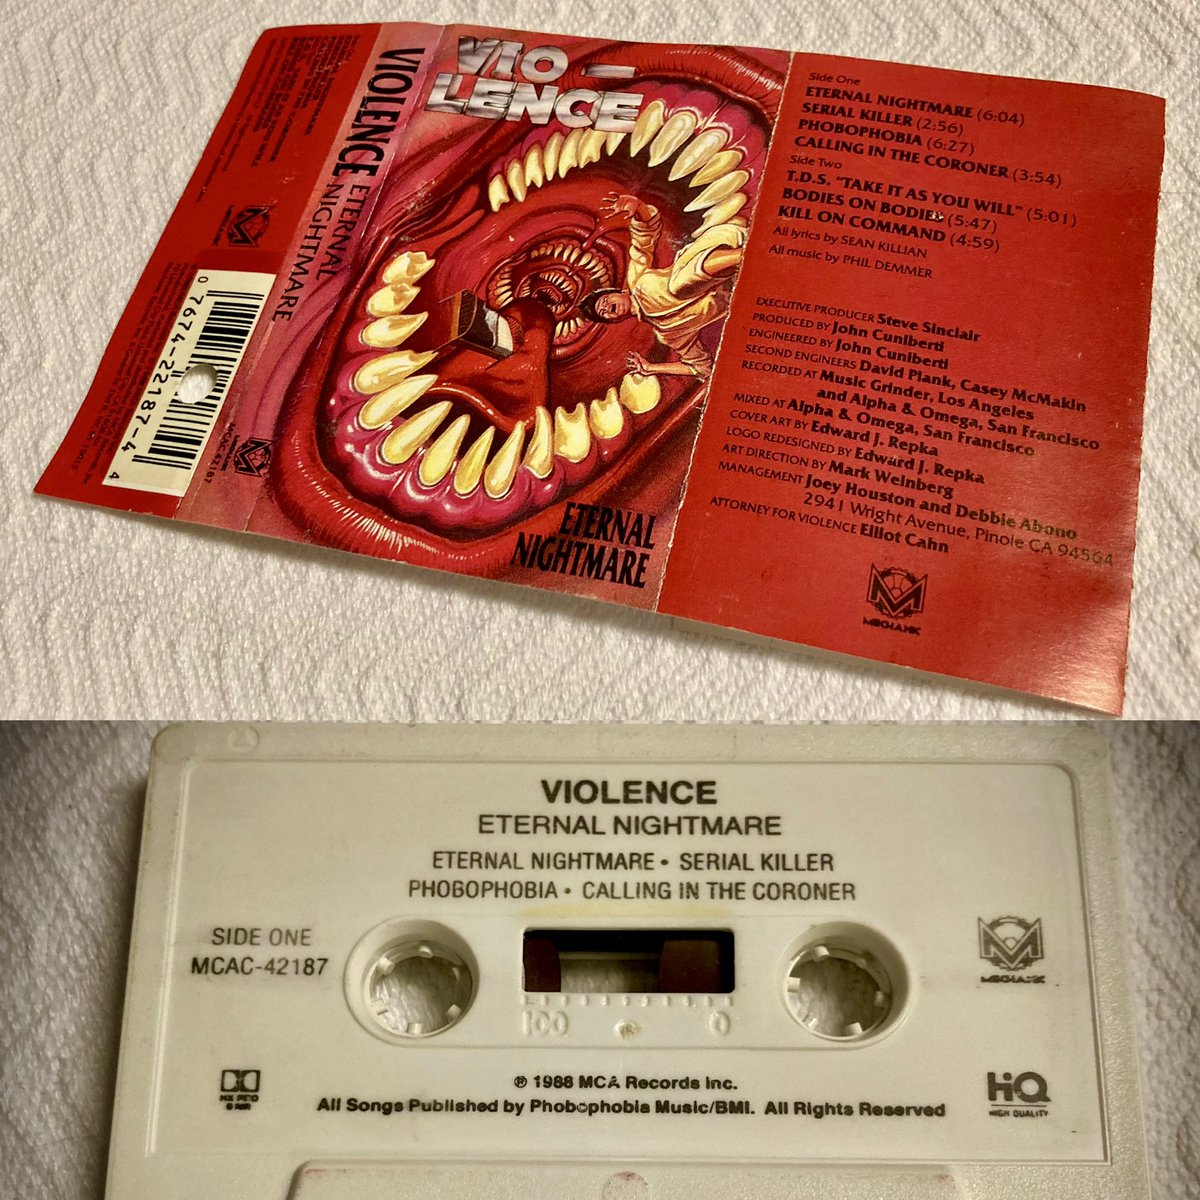 VIO-
LENCE
VIOLENCE ETERNAL
NIGHTMARE
ETERNAL
NIGHTMARE
MCAC-42187
0 7674-22187-4 4
Side One
ETERNAL NIGHTMARE (6:04)
SERIAL KILLER (2:56)
PHOBOPHOBIA (6:27)
CALLING IN THE CORONER (3:54)
Side Two
T.D.S. "TAKE IT AS YOU WILL" (5:01)
BODIES ON BODIES (5:47)
KILL ON COMMAND (4:59)
All lyrics by SEAN KILLIAN
All music by PHIL DEMMER
EXECUTIVE PRODUCER Steve Sinclair
PRODUCED BY John Cuniberti
ENGINEERED BY John Cuniberti
SECOND ENGINEERS David Plank, Casey McMakin
RECORDED AT Music Grinder, Los Angeles
and Alpha & Omega, San Francisco
MIXED AT Alpha & Omega, San Francisco
COVER ART BY Edward J. Repka
LOGO REDESIGNED BY Edward J. Repka
ART DIRECTION BY Mark Weinberg
MANAGEMENT Joey Houston and Debbie Abono
2941 Wright Avenue, Pinole CA 94564
ATTORNEY FOR VIOLENCE Elliot Cahn
MECHANIC
VIOLENCE
ETERNAL NIGHTMARE
ETERNAL NIGHTMARE • SERIAL KILLER
PHOBOPHOBIA • CALLING IN THE CORONER
SIDE ONE
MCAC-42187
MECHANIC
100 0
℗ 1988 MCA Records Inc.
All Songs Published by Phobophobia Music/BMI. All Rights Reserved
HiQ
HIGH QUALITY